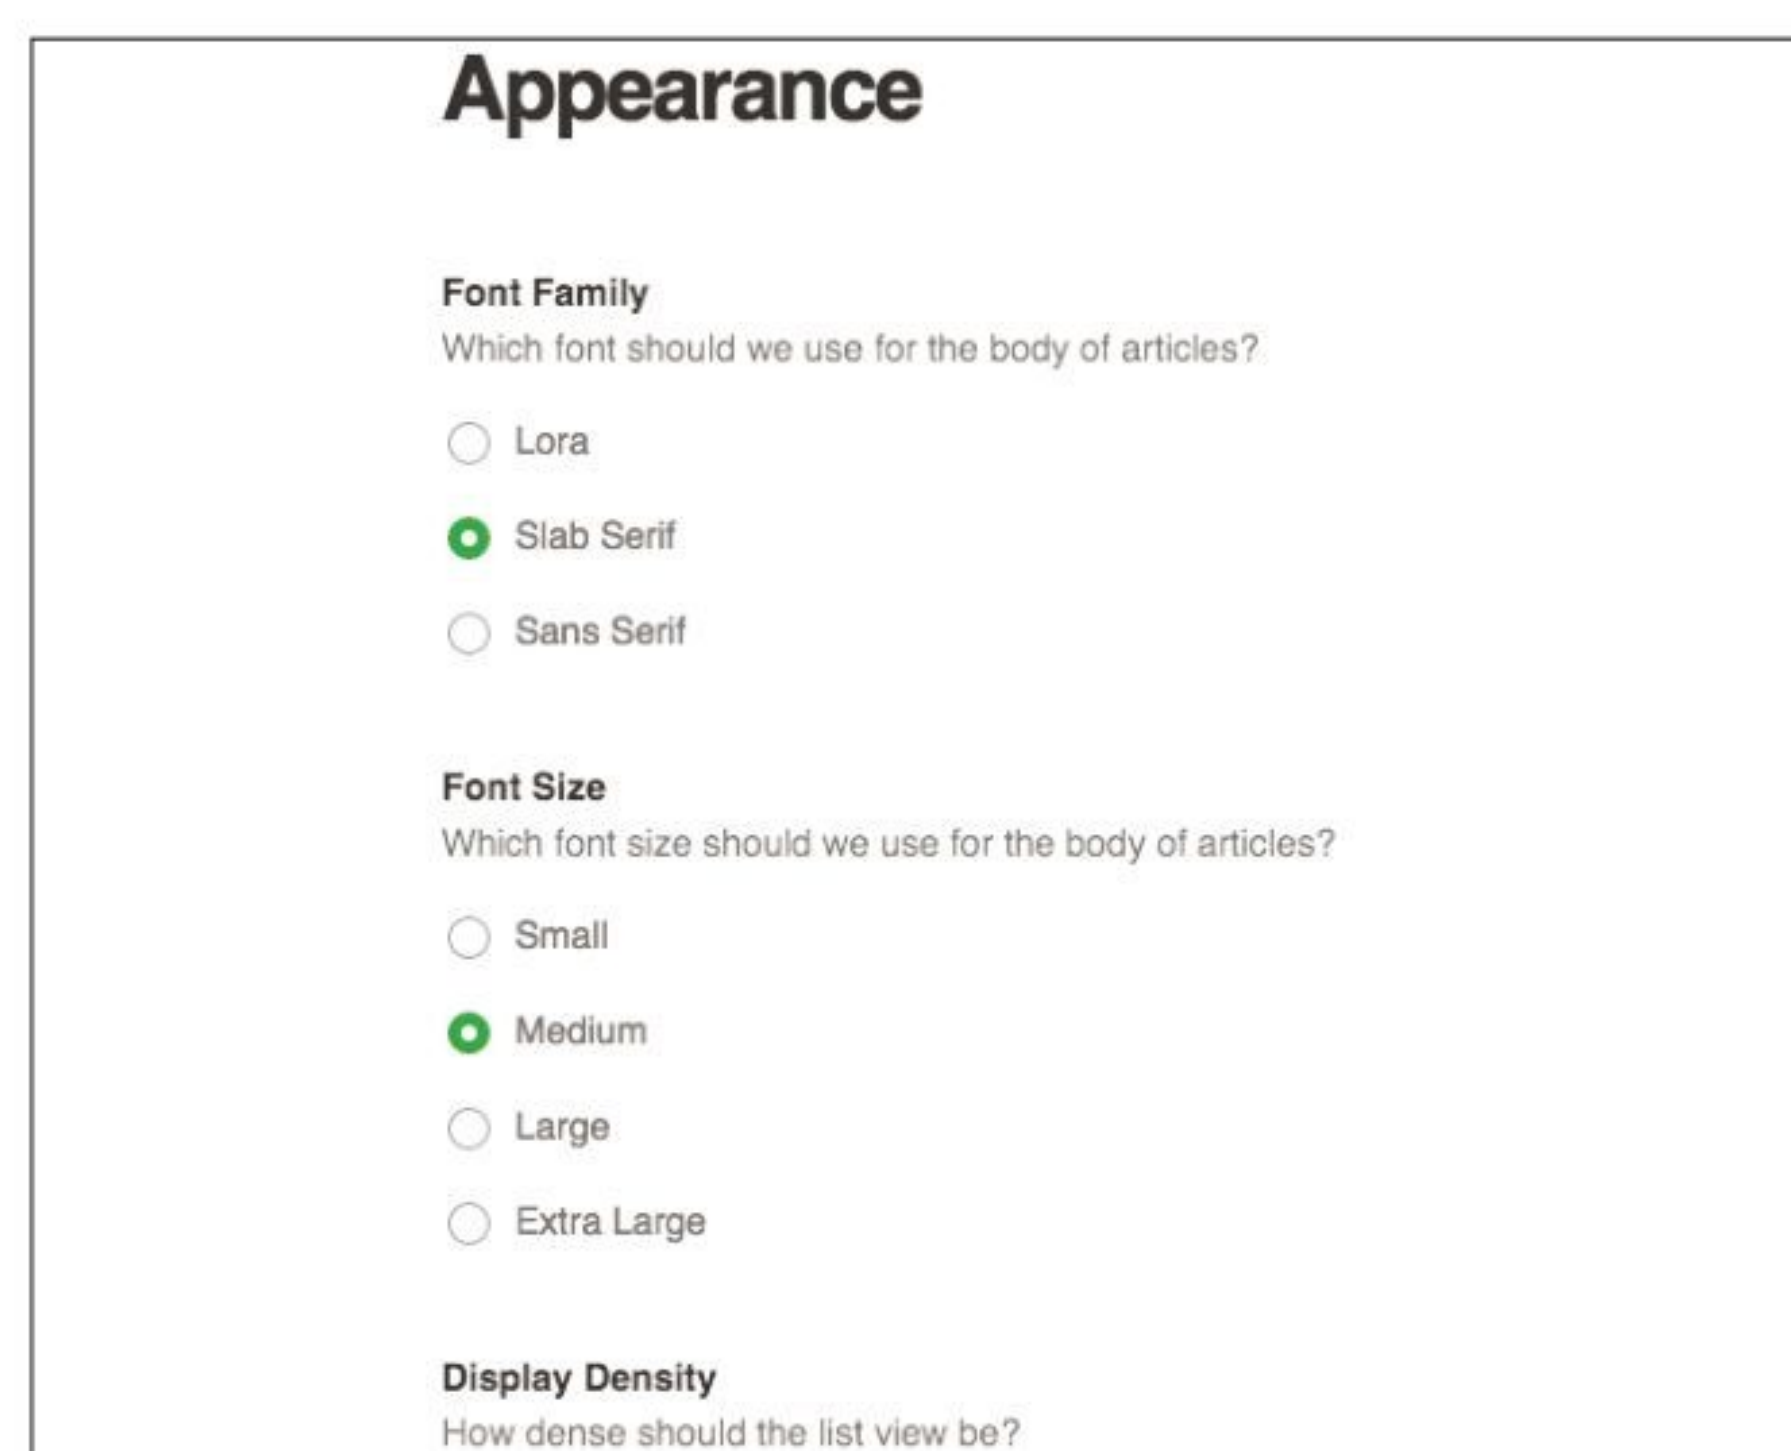 Appearance
Font Family
Which font should we use for the body of articles?
Lora
Slab Serif
Sans Serif
Font Size
Which font size should we use for the body of articles?
Small
Medium
Large
Extra Large
Display Density
How dense should the list view be?